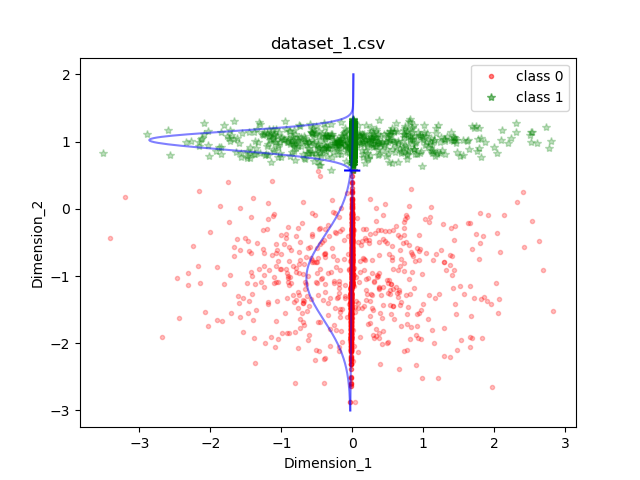 dataset_1.csv
class 0
class 1
2
1
0
−1
−2
−3
Dimension_2
−3
−2
−1
0
1
2
3
Dimension_1